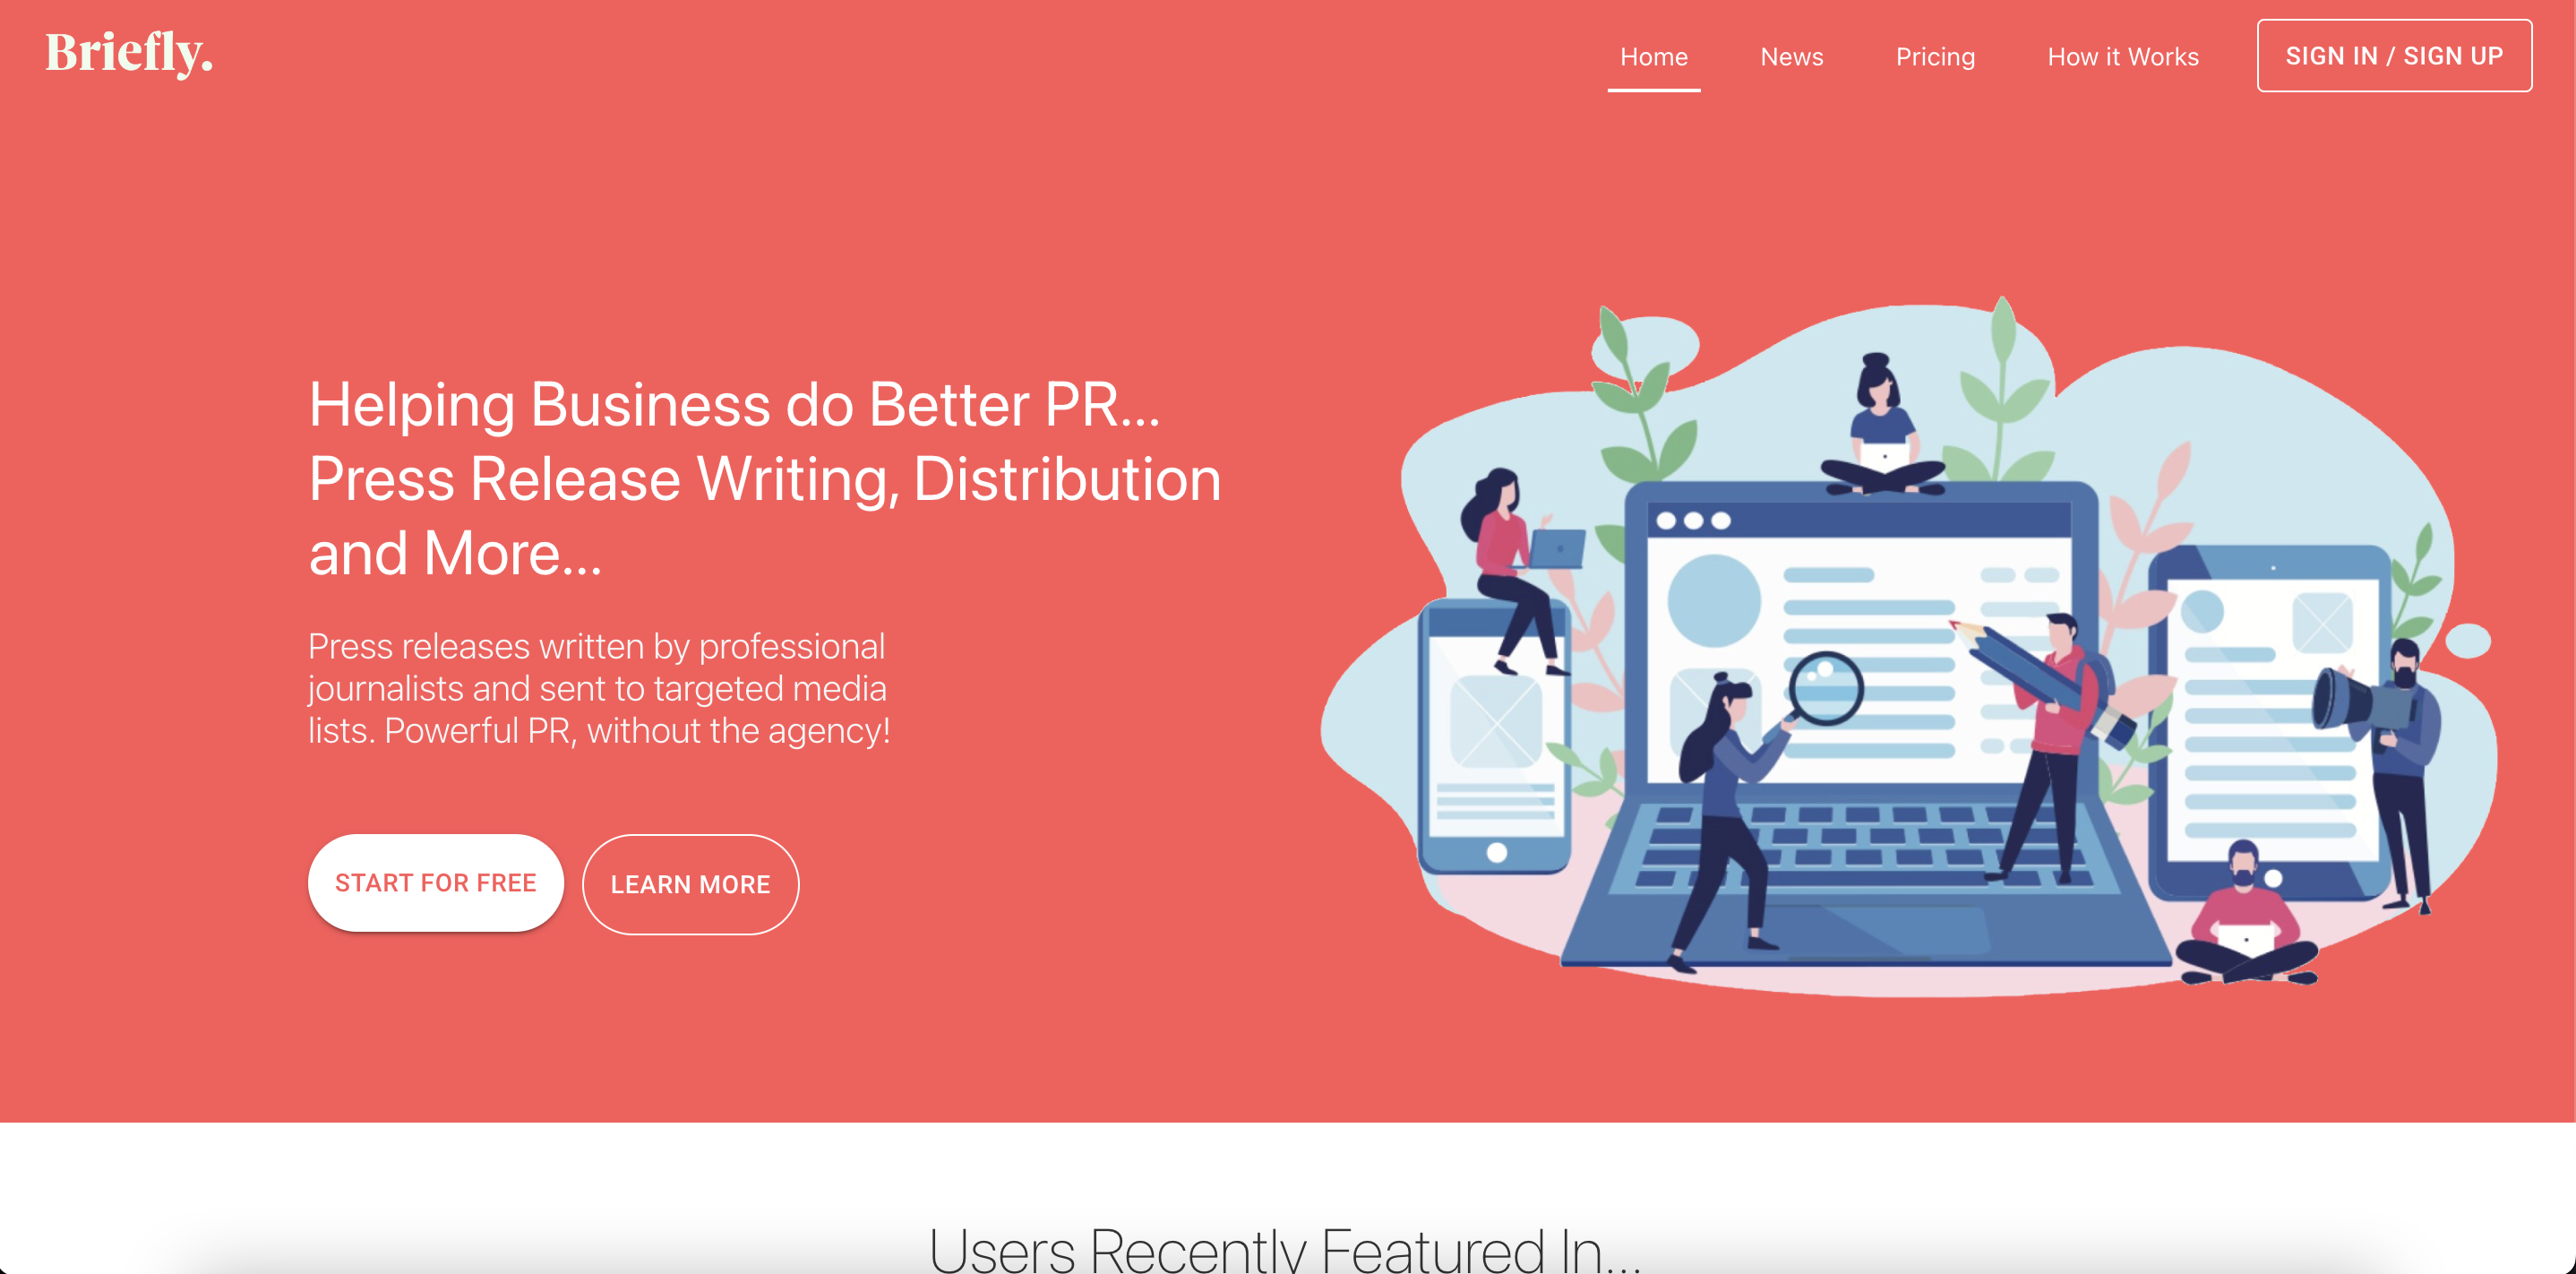 Briefly.
Home
News
Pricing
How it Works
SIGN IN / SIGN UP
Helping Business do Better PR...
Press Release Writing, Distribution
and More...
Press releases written by professional
journalists and sent to targeted media
lists. Powerful PR, without the agency!
START FOR FREE
LEARN MORE
Users Recently Featured In...